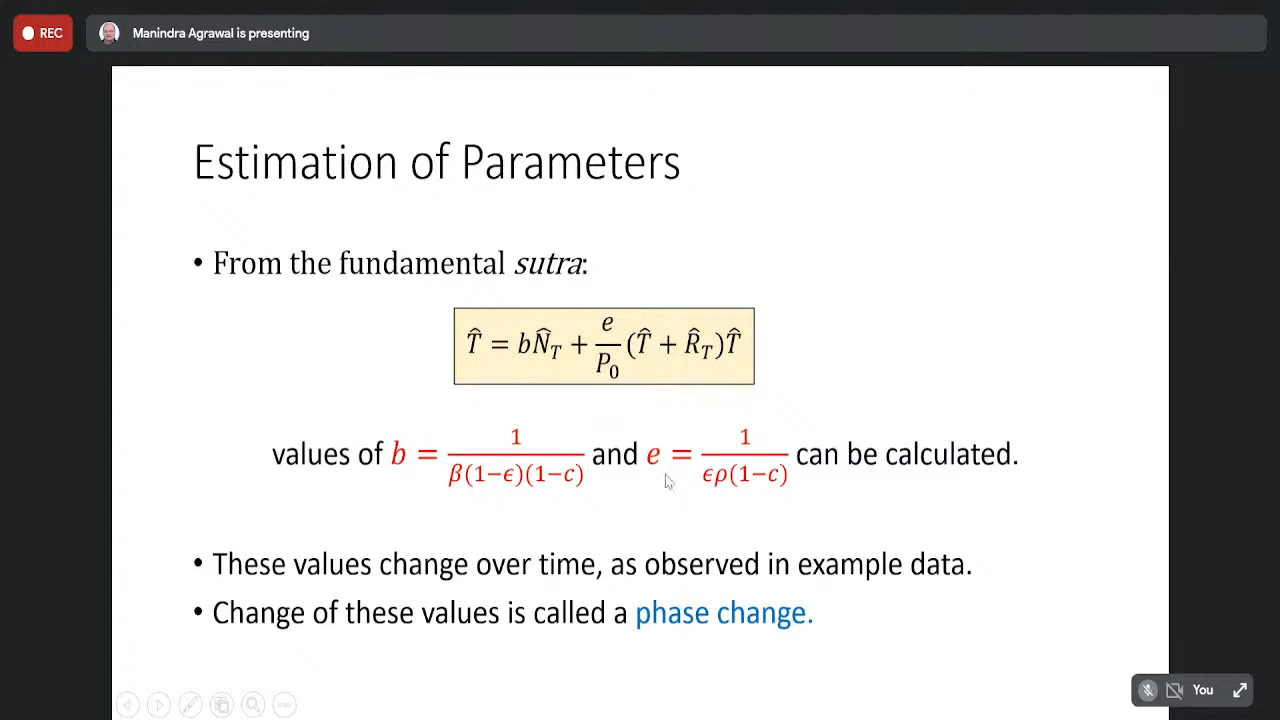 REC
Manindra Agrawal is presenting
Estimation of Parameters
• From the fundamental sutra:
T̂ = bN̂_T + e/P₀ (T̂ + R̂_T)T̂
values of b = 1/β(1−ϵ)(1−c) and e = 1/ϵρ(1−c) can be calculated.
• These values change over time, as observed in example data.
• Change of these values is called a phase change.
You